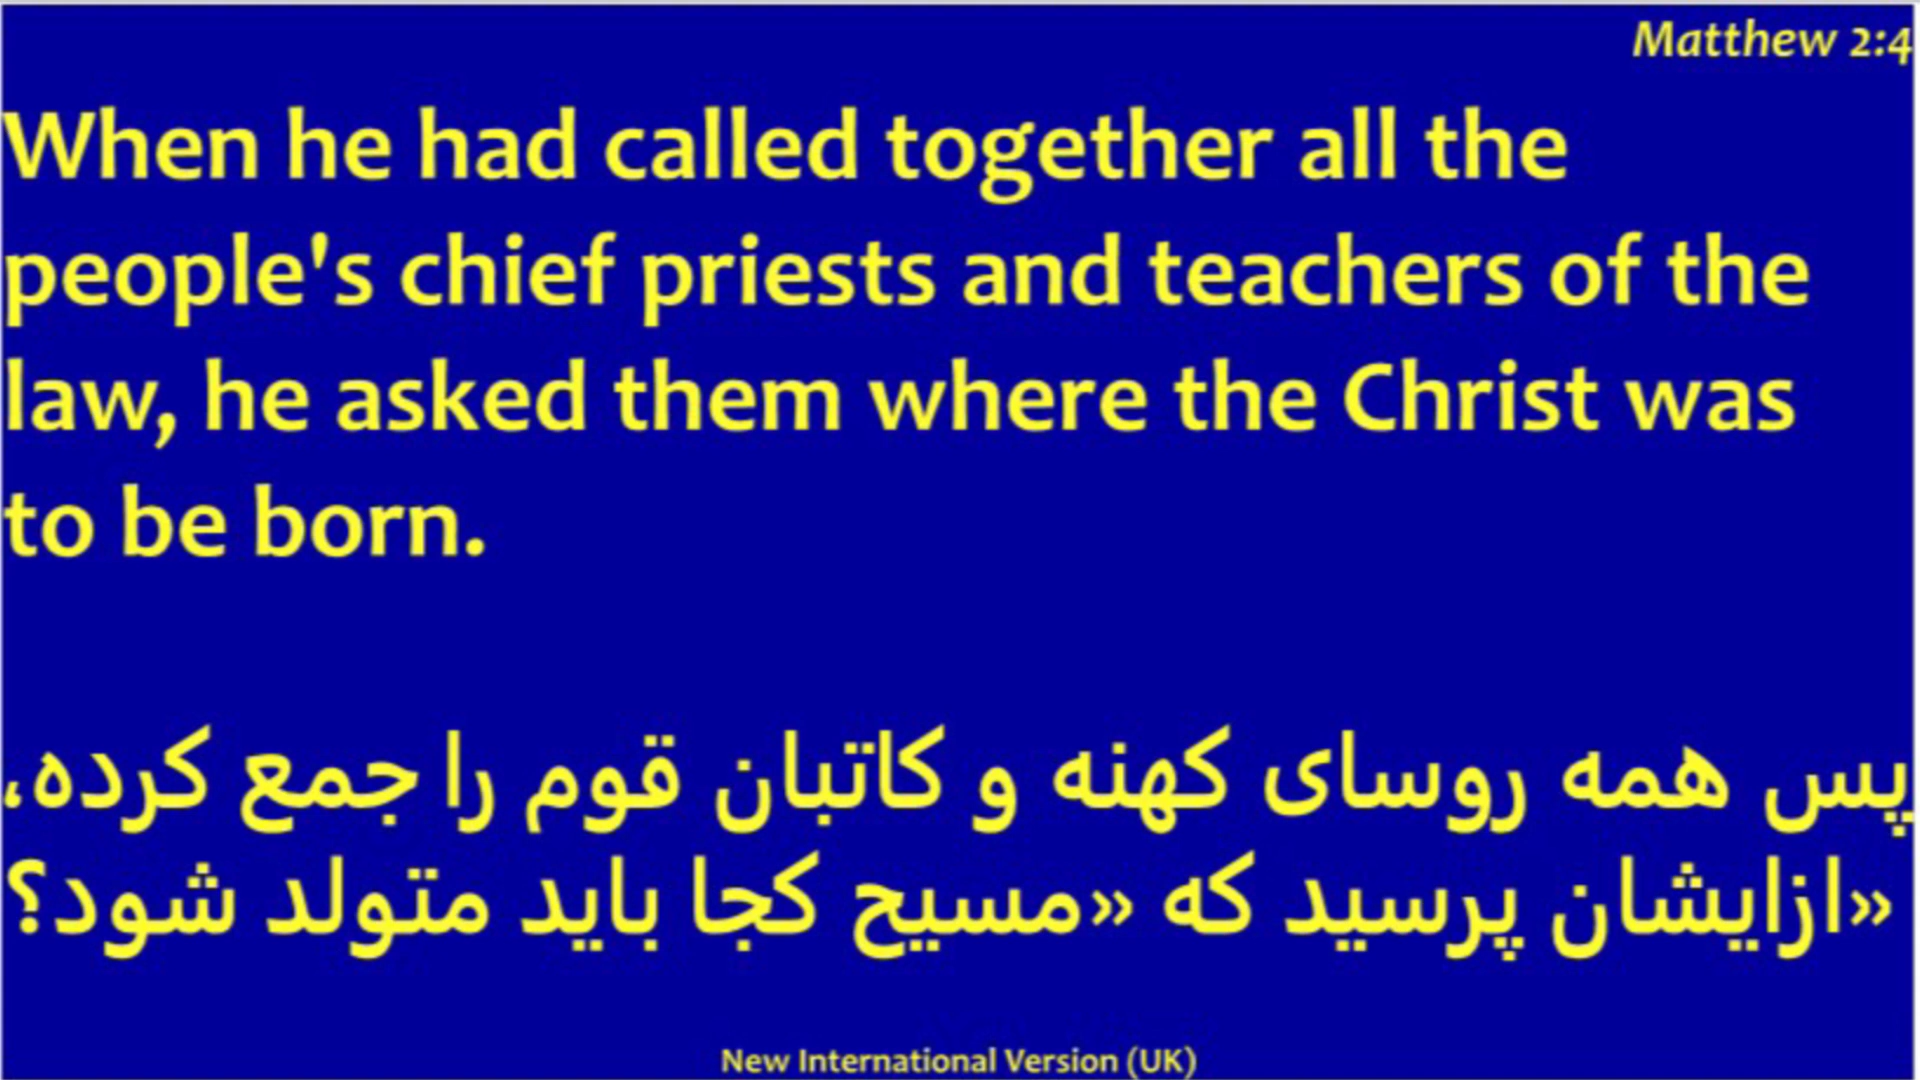 Matthew 2:4
When he had called together all the
people's chief priests and teachers of the
law, he asked them where the Christ was
to be born.
پس همه روسای کهنه و کاتبان قوم را جمع کرده،
«ازایشان پرسید که «مسیح کجا باید متولد شود؟
New International Version (UK)